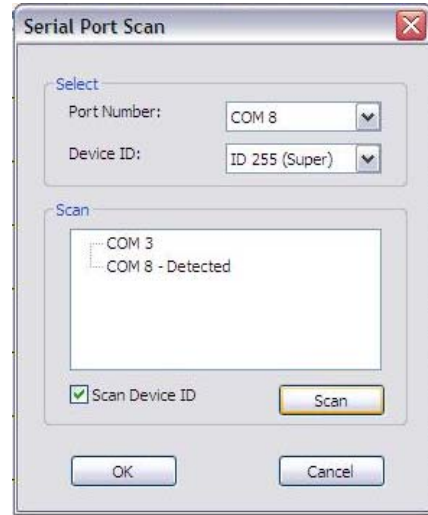 Serial Port Scan
Select
Port Number:
COM 8
Device ID:
ID 255 (Super)
Scan
COM 3
COM 8 - Detected
Scan Device ID
Scan
OK
Cancel